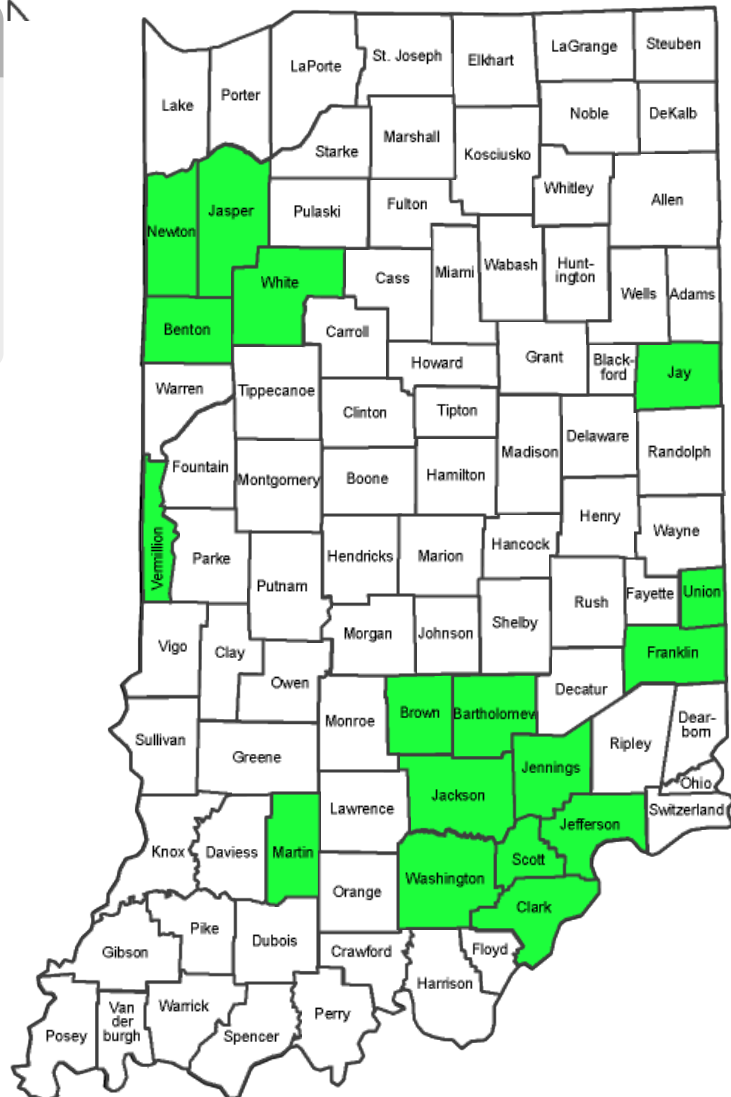 Lake
Porter
LaPorte
St. Joseph
Elkhart
LaGrange
Steuben
Noble
DeKalb
Starke
Marshall
Kosciusko
Whitley
Allen
Newton
Jasper
Pulaski
Fulton
White
Cass
Miami
Wabash
Hunt-
ington
Wells
Adams
Benton
Carroll
Howard
Grant
Black-
ford
Jay
Warren
Tippecanoe
Clinton
Tipton
Madison
Delaware
Randolph
Fountain
Montgomery
Boone
Hamilton
Henry
Wayne
Vermillion
Parke
Putnam
Hendricks
Marion
Hancock
Rush
Fayette
Union
Vigo
Clay
Owen
Morgan
Johnson
Shelby
Franklin
Decatur
Sullivan
Greene
Monroe
Brown
Bartholomew
Jennings
Ripley
Dear-
born
Ohio
Switzerland
Knox
Daviess
Martin
Lawrence
Jackson
Jefferson
Scott
Washington
Orange
Clark
Gibson
Pike
Dubois
Crawford
Floyd
Harrison
Posey
Van
der
burgh
Warrick
Spencer
Perry